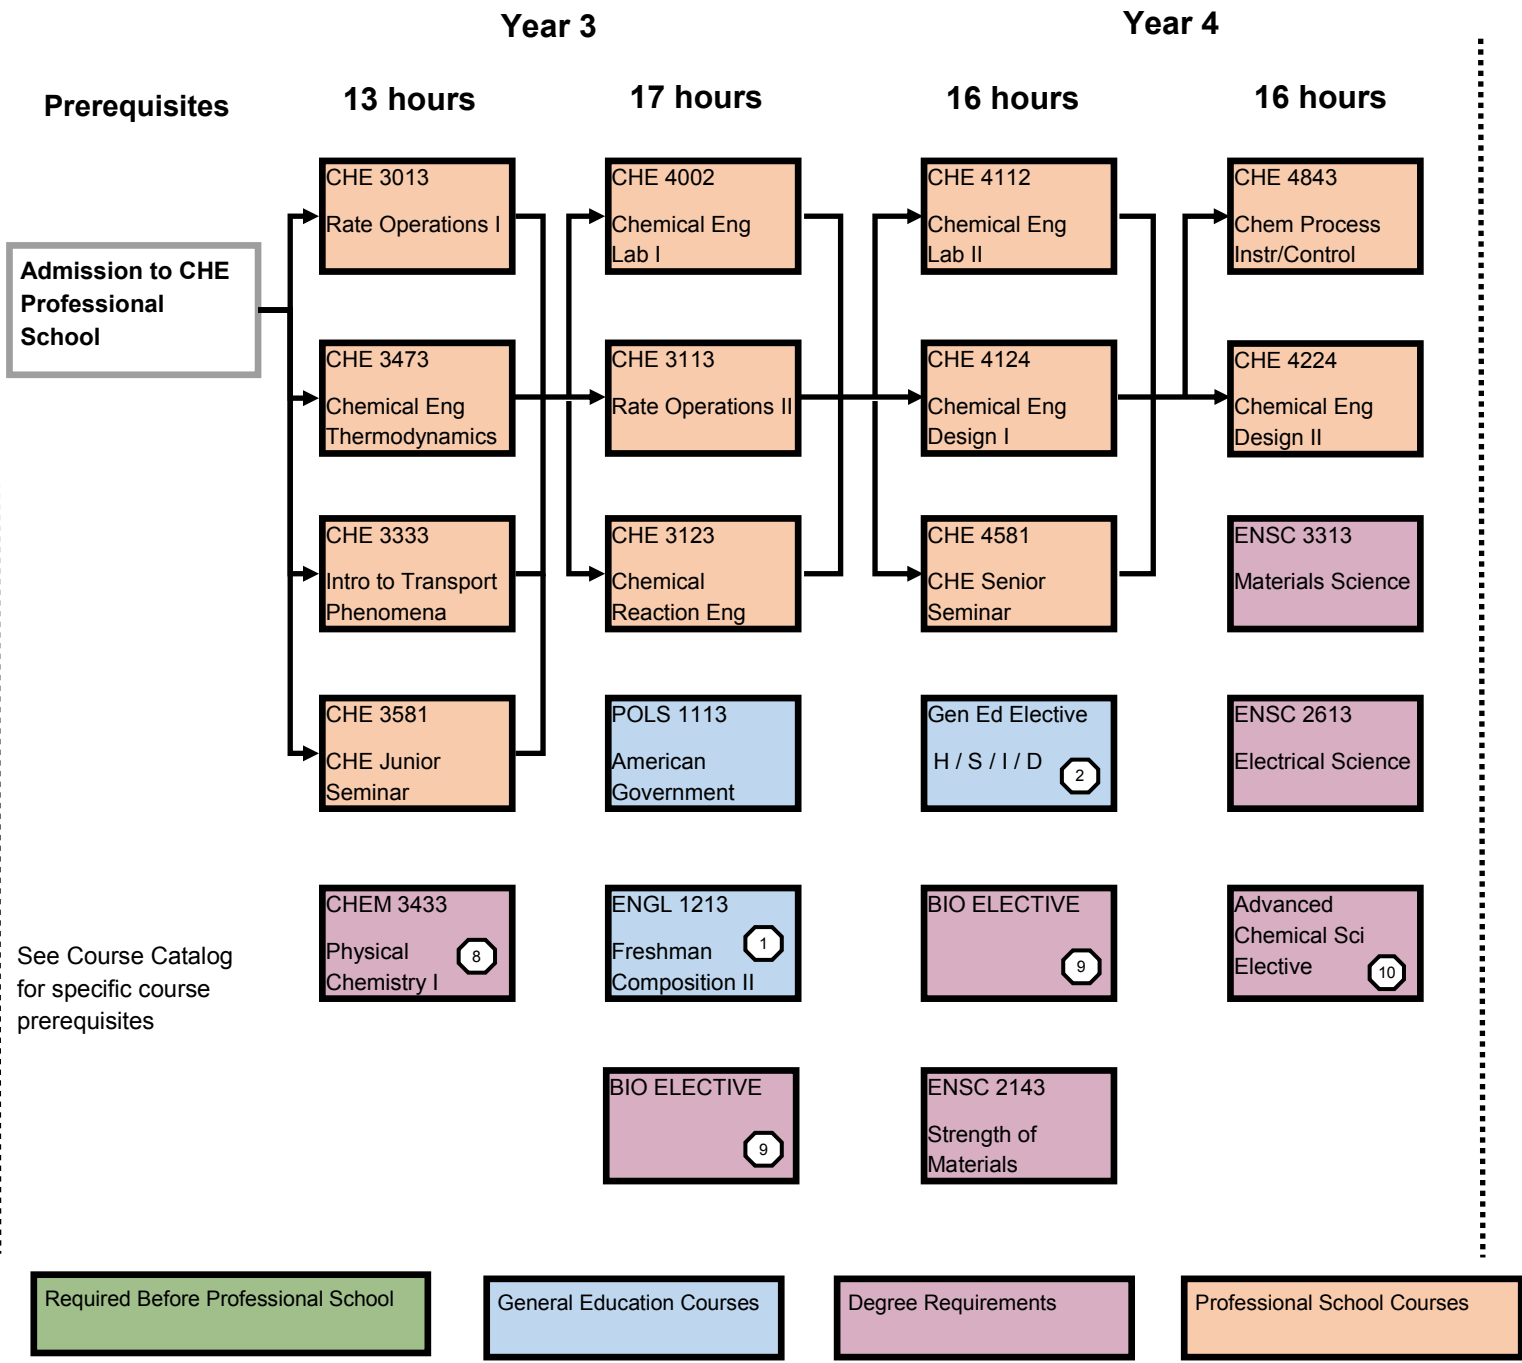 Year 3
Year 4
Prerequisites
13 hours
17 hours
16 hours
16 hours
Admission to CHE
Professional
School
CHE 3013
Rate Operations I
CHE 4002
Chemical Eng
Lab I
CHE 4112
Chemical Eng
Lab II
CHE 4843
Chem Process
Instr/Control
CHE 3473
Chemical Eng
Thermodynamics
CHE 3113
Rate Operations II
CHE 4124
Chemical Eng
Design I
CHE 4224
Chemical Eng
Design II
CHE 3333
Intro to Transport
Phenomena
CHE 3123
Chemical
Reaction Eng
CHE 4581
CHE Senior
Seminar
ENSC 3313
Materials Science
CHE 3581
CHE Junior
Seminar
POLS 1113
American
Government
Gen Ed Elective
H / S / I / D
2
ENSC 2613
Electrical Science
See Course Catalog
for specific course
prerequisites
CHEM 3433
Physical
Chemistry I
8
ENGL 1213
Freshman
Composition II
1
BIO ELECTIVE
9
Advanced
Chemical Sci
Elective
10
BIO ELECTIVE
9
ENSC 2143
Strength of
Materials
Required Before Professional School
General Education Courses
Degree Requirements
Professional School Courses